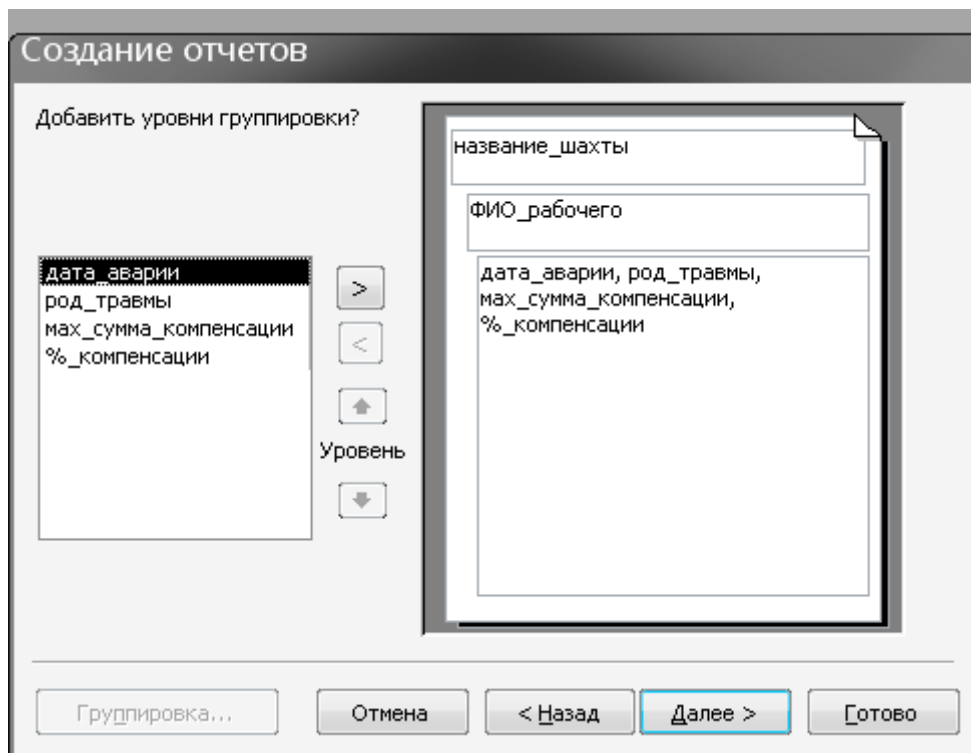 Создание отчетов
Добавить уровни группировки?
дата_аварии
род_травмы
мах_сумма_компенсации
%_компенсации
>
<
Уровень
название_шахты
ФИО_рабочего
дата_аварии, род_травмы,
мах_сумма_компенсации,
%_компенсации
Группировка...
Отмена
< Назад
Далее >
Готово